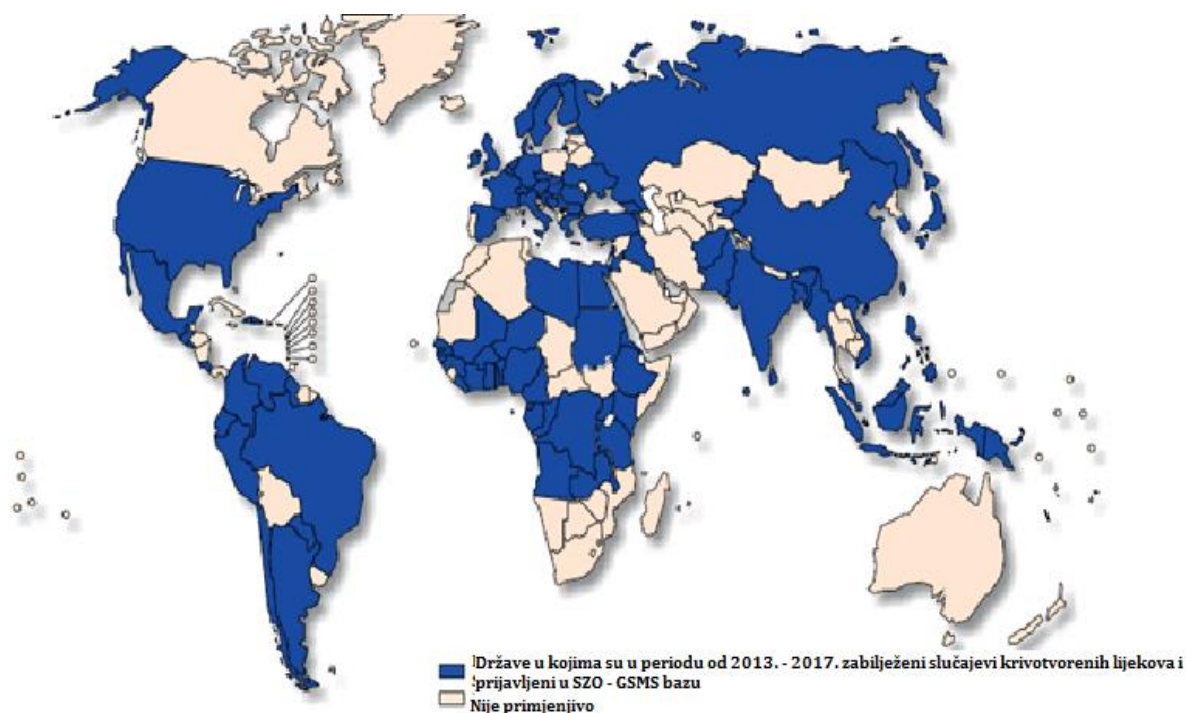 Države u kojima su u periodu od 2013. - 2017. zabilježeni slučajevi krivotvorenih lijekova i
prijavljeni u SZO - GSMS bazu
Nije primjenjivo